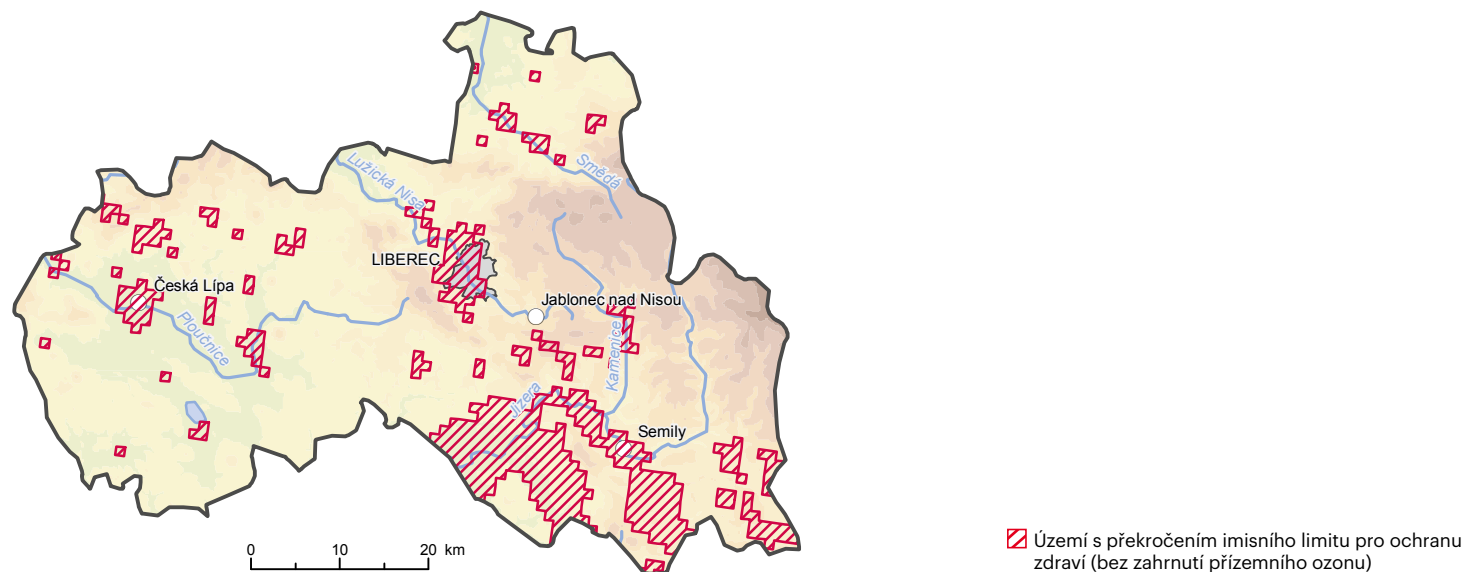 Lužická Nisa
Smědá
LIBEREC
Česká Lípa
Jablonec nad Nisou
Ploučnice
Kamenice
Jizera
Semily
0 10 20 km
Území s překročením imisního limitu pro ochranu
zdraví (bez zahrnutí přízemního ozonu)